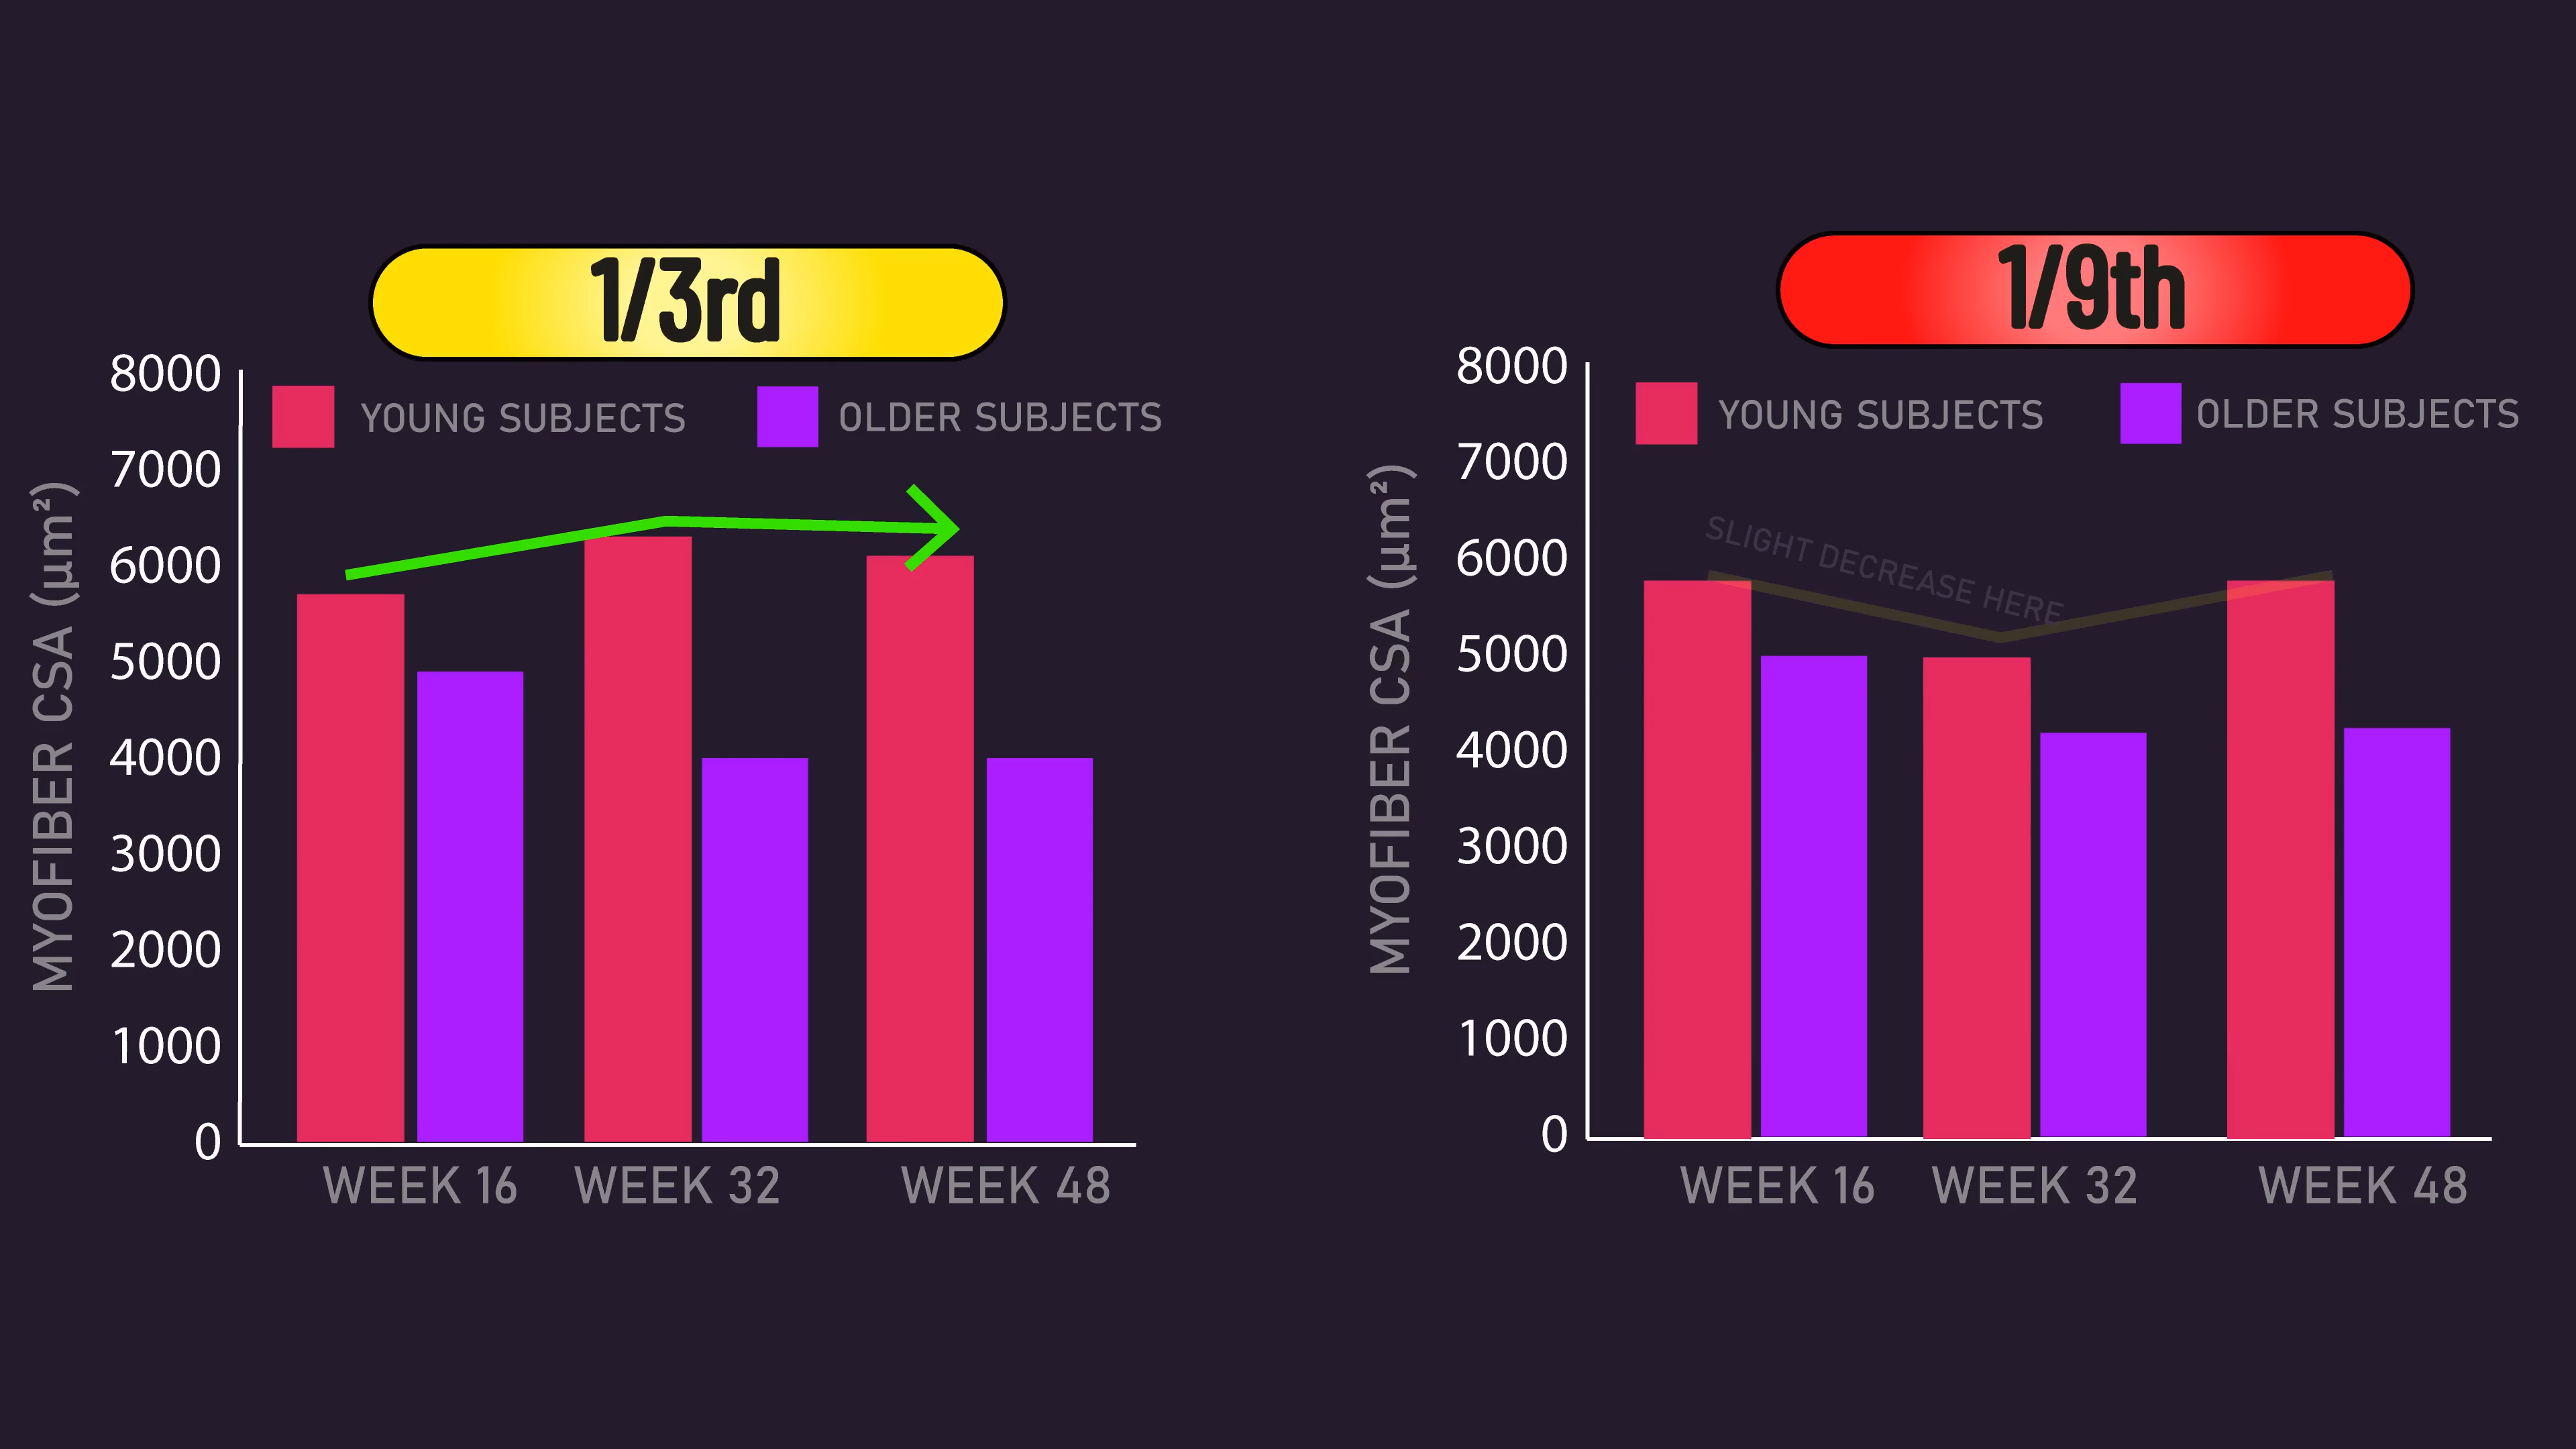 1/3rd
8000
7000
6000
5000
4000
3000
2000
1000
0
MYOFIBER CSA (µm²)
YOUNG SUBJECTS
OLDER SUBJECTS
WEEK 16
WEEK 32
WEEK 48
1/9th
8000
7000
6000
5000
4000
3000
2000
1000
0
MYOFIBER CSA (µm²)
YOUNG SUBJECTS
OLDER SUBJECTS
SLIGHT DECREASE HERE
WEEK 16
WEEK 32
WEEK 48